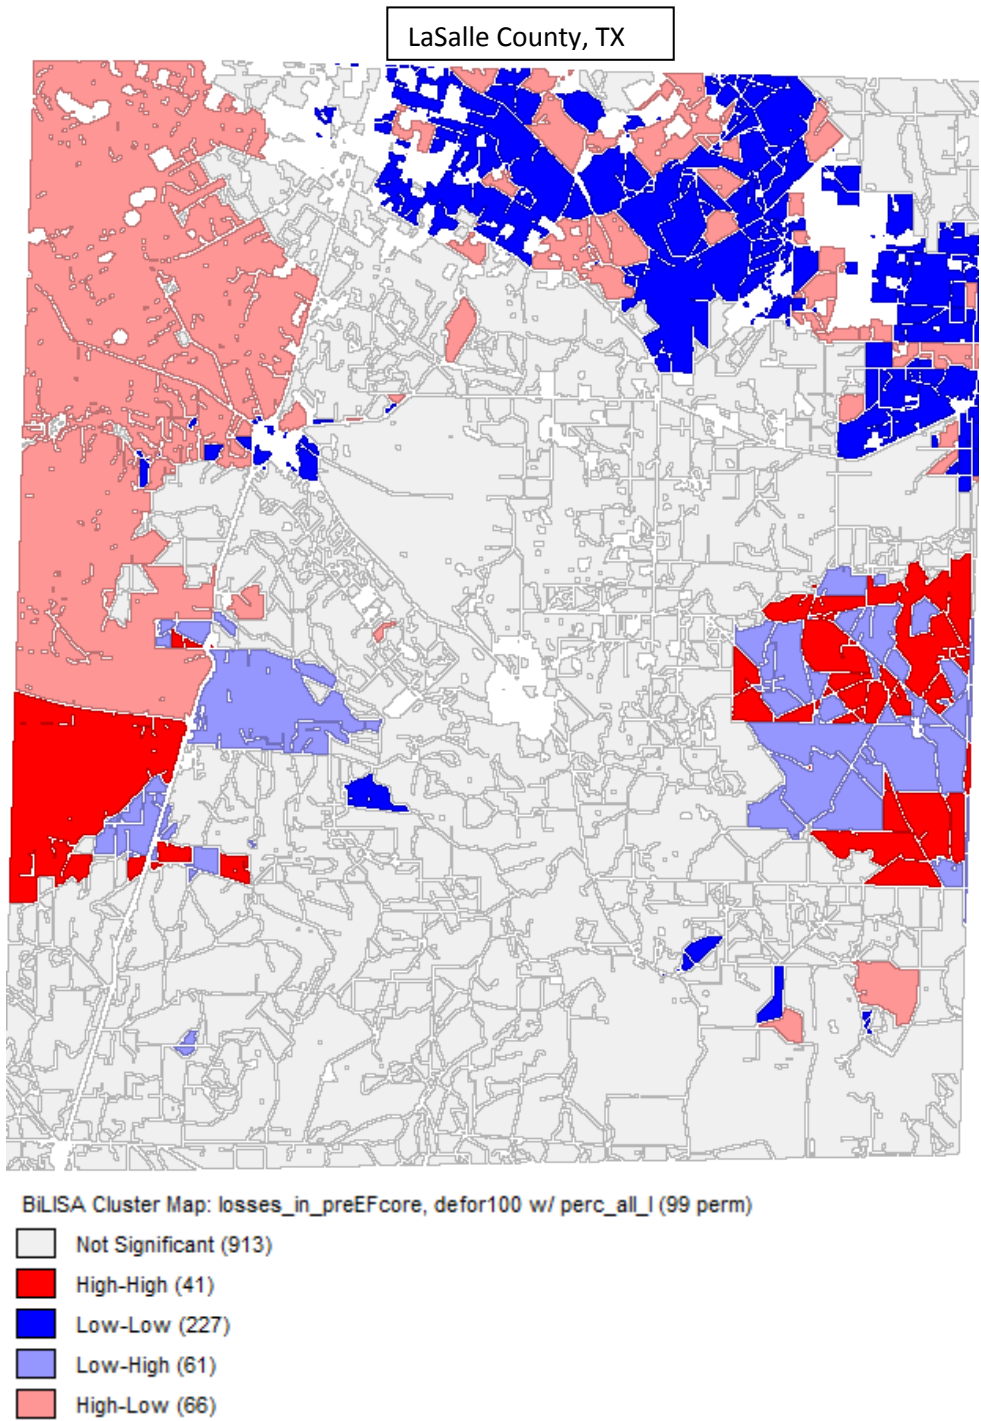 LaSalle County, TX
BiLISA Cluster Map: losses_in_preEFcore, defor100 w/ perc_all_l (99 perm)
Not Significant (913)
High-High (41)
Low-Low (227)
Low-High (61)
High-Low (66)